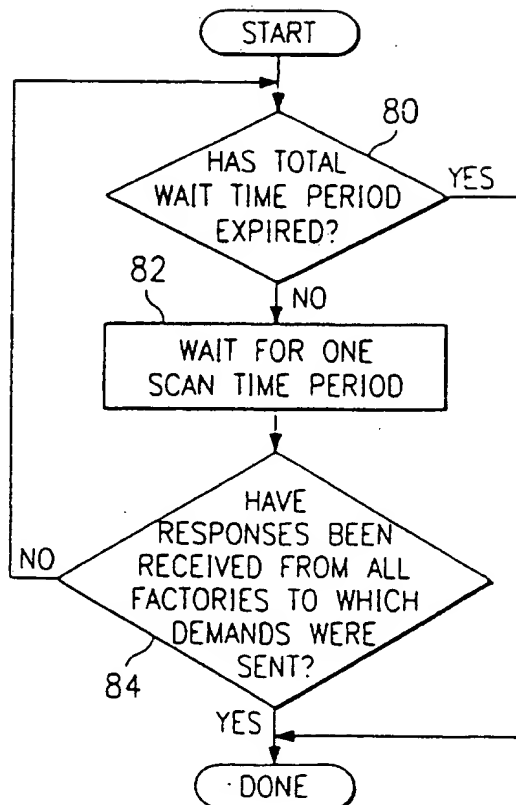 START
80
HAS TOTAL
WAIT TIME PERIOD
EXPIRED?
YES
82
NO
WAIT FOR ONE
SCAN TIME PERIOD
HAVE
RESPONSES BEEN
RECEIVED FROM ALL
FACTORIES TO WHICH
DEMANDS WERE
SENT?
NO
84
YES
DONE